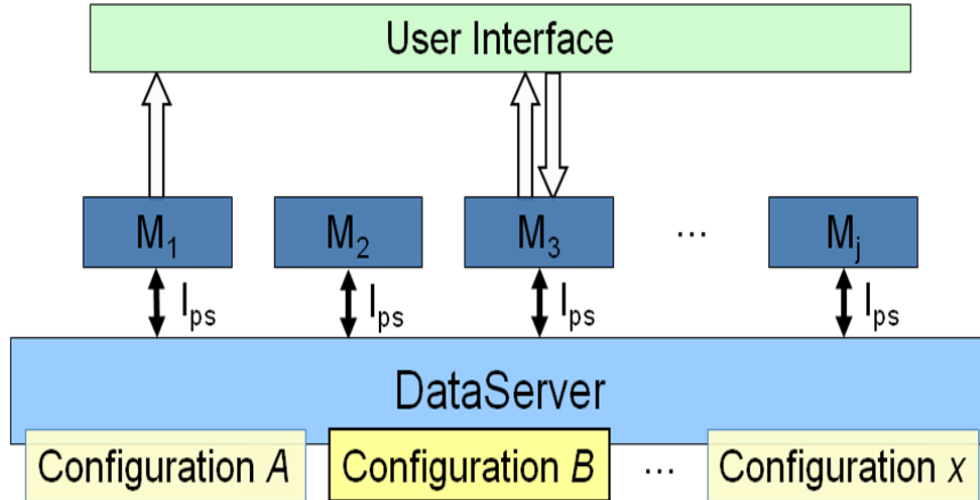 User Interface
M₁ M₂ M₃ ... Mⱼ
Iₚₛ Iₚₛ Iₚₛ Iₚₛ
DataServer
Configuration A Configuration B ... Configuration x